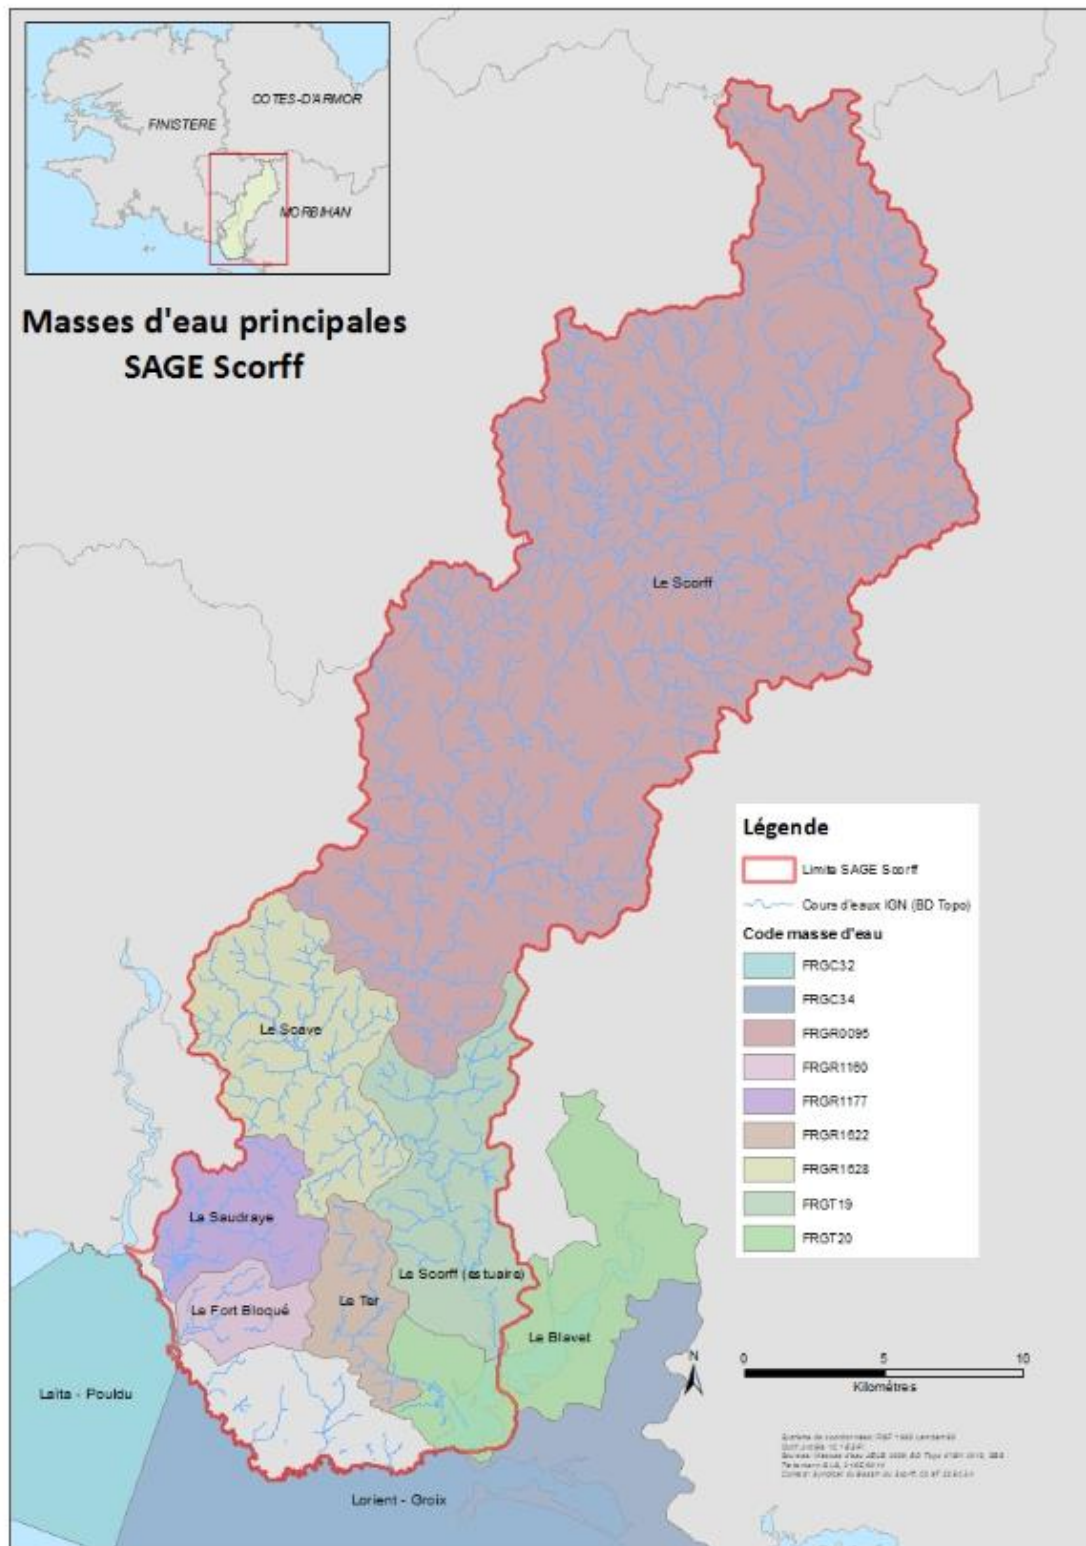 COTES-D'ARMOR
FINISTERE
MORBIHAN
Masses d'eau principales
SAGE Scorff
Le Scorff
Légende
Limite SAGE Scorff
Cours d'eaux IGN (BD Topo)
Code masse d'eau
FRGC32
FRGC34
FRGR0095
FRGR1160
FRGR1177
FRGR1622
FRGR1628
FRGT19
FRGT20
Le Scave
La Saudraye
Le Scorff (estuaire)
Le Fort Bloqué
Le Ter
Le Blavet
N
0 5 10
Kilomètres
Laïta - Pouldu
Lorient - Groix